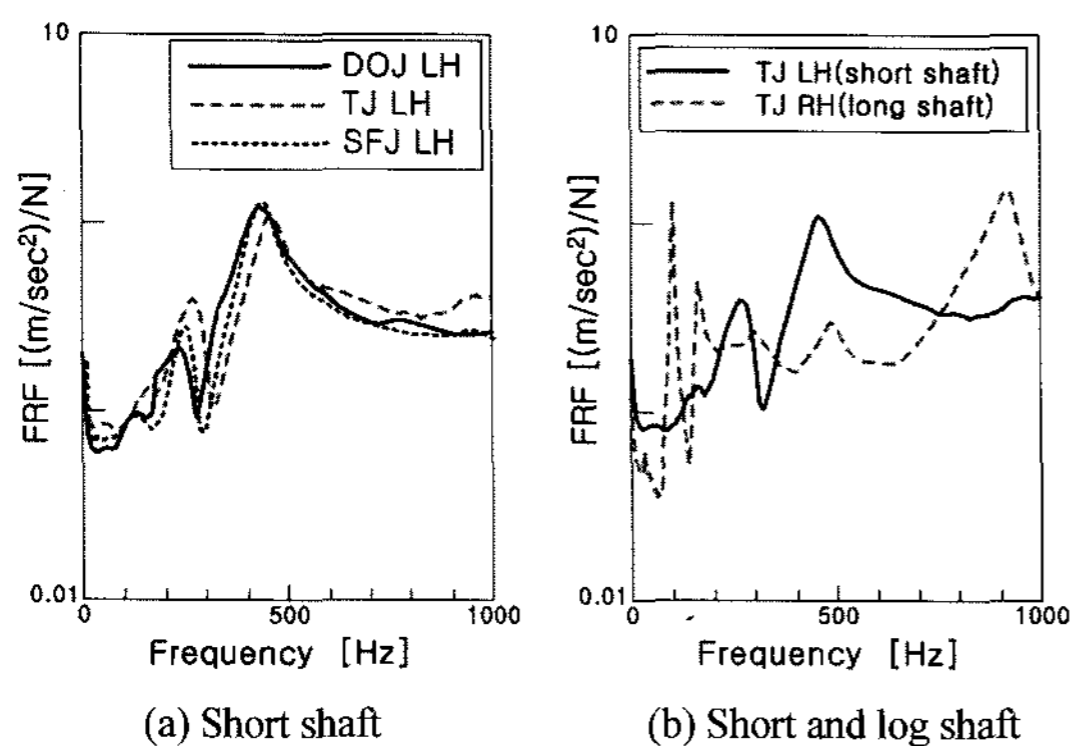 10
DOJ LH
TJ LH
SFJ LH
FRF [(m/sec²)/N]
0.01
0
500
1000
Frequency [Hz]
(a) Short shaft
10
TJ LH(short shaft)
TJ RH(long shaft)
FRF [(m/sec²)/N]
0.01
0
500
1000
Frequency [Hz]
(b) Short and log shaft